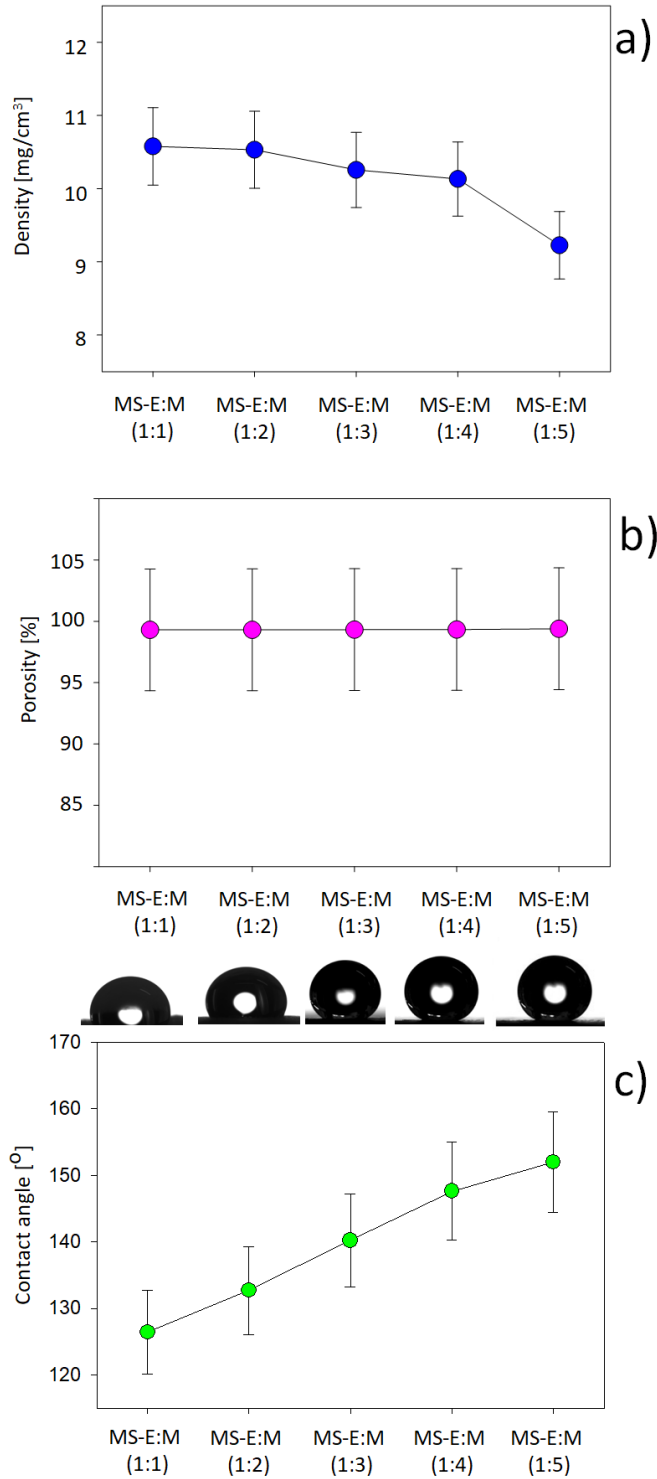 a)
12
11
10
9
8
Density [mg/cm³]
MS-E:M MS-E:M MS-E:M MS-E:M MS-E:M
(1:1) (1:2) (1:3) (1:4) (1:5)
b)
105
100
95
90
85
Porosity [%]
MS-E:M MS-E:M MS-E:M MS-E:M MS-E:M
(1:1) (1:2) (1:3) (1:4) (1:5)
c)
170
160
150
140
130
120
Contact angle [º]
MS-E:M MS-E:M MS-E:M MS-E:M MS-E:M
(1:1) (1:2) (1:3) (1:4) (1:5)